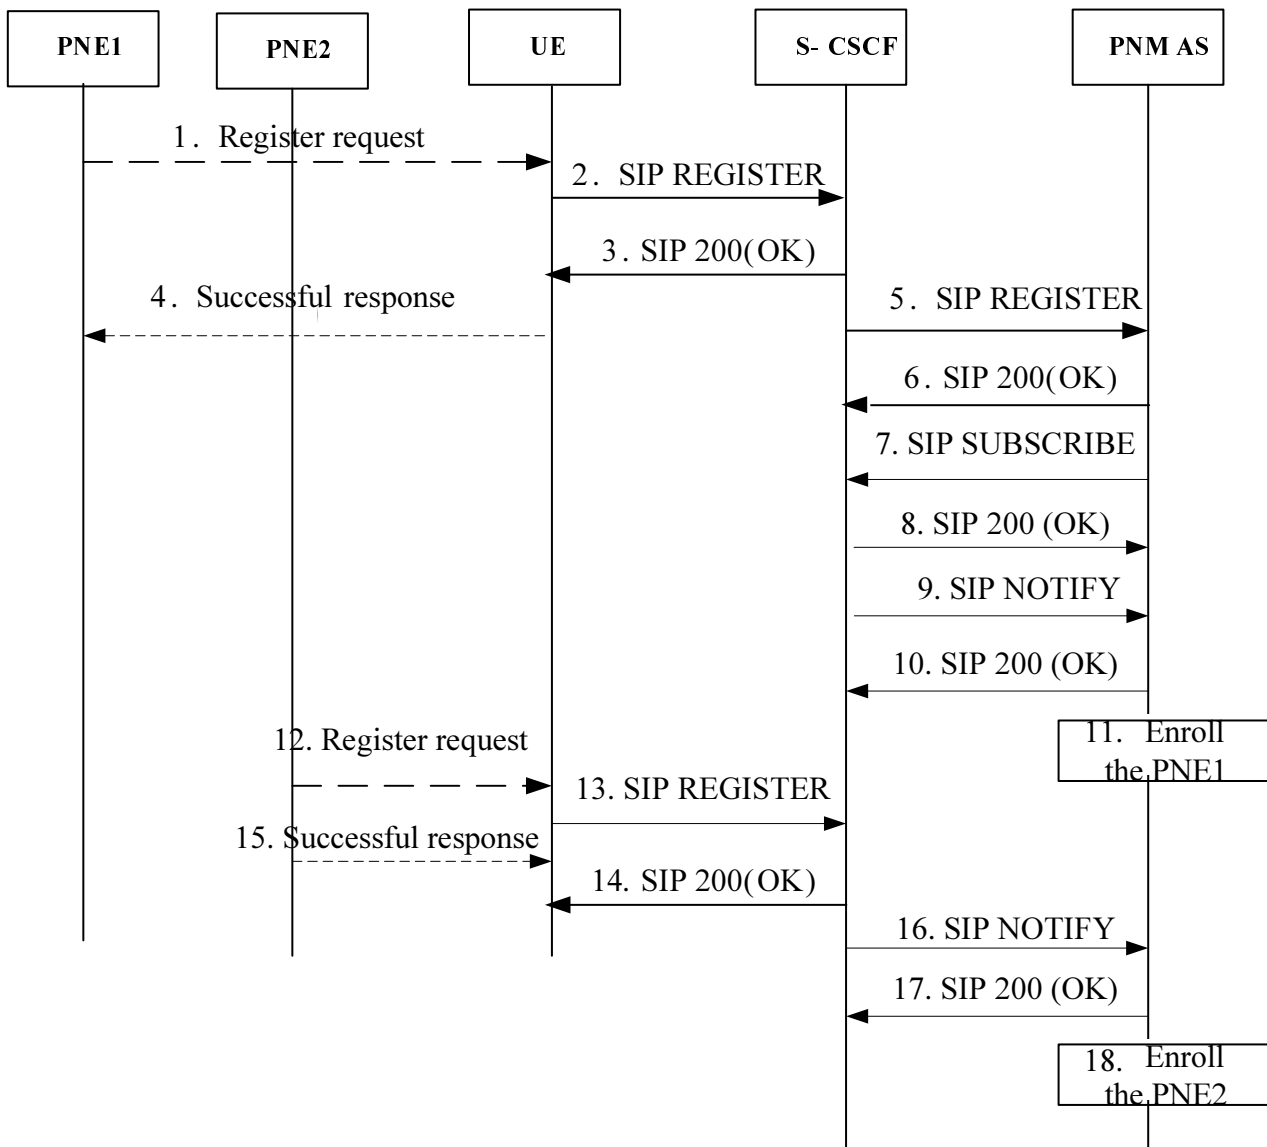 PNE1
PNE2
UE
S- CSCF
PNM AS
1. Register request
2. SIP REGISTER
3. SIP 200(OK)
4. Successful response
5. SIP REGISTER
6. SIP 200(OK)
7. SIP SUBSCRIBE
8. SIP 200 (OK)
9. SIP NOTIFY
10. SIP 200 (OK)
11. Enroll
the PNE1
12. Register request
13. SIP REGISTER
15. Successful response
14. SIP 200(OK)
16. SIP NOTIFY
17. SIP 200 (OK)
18. Enroll
the PNE2